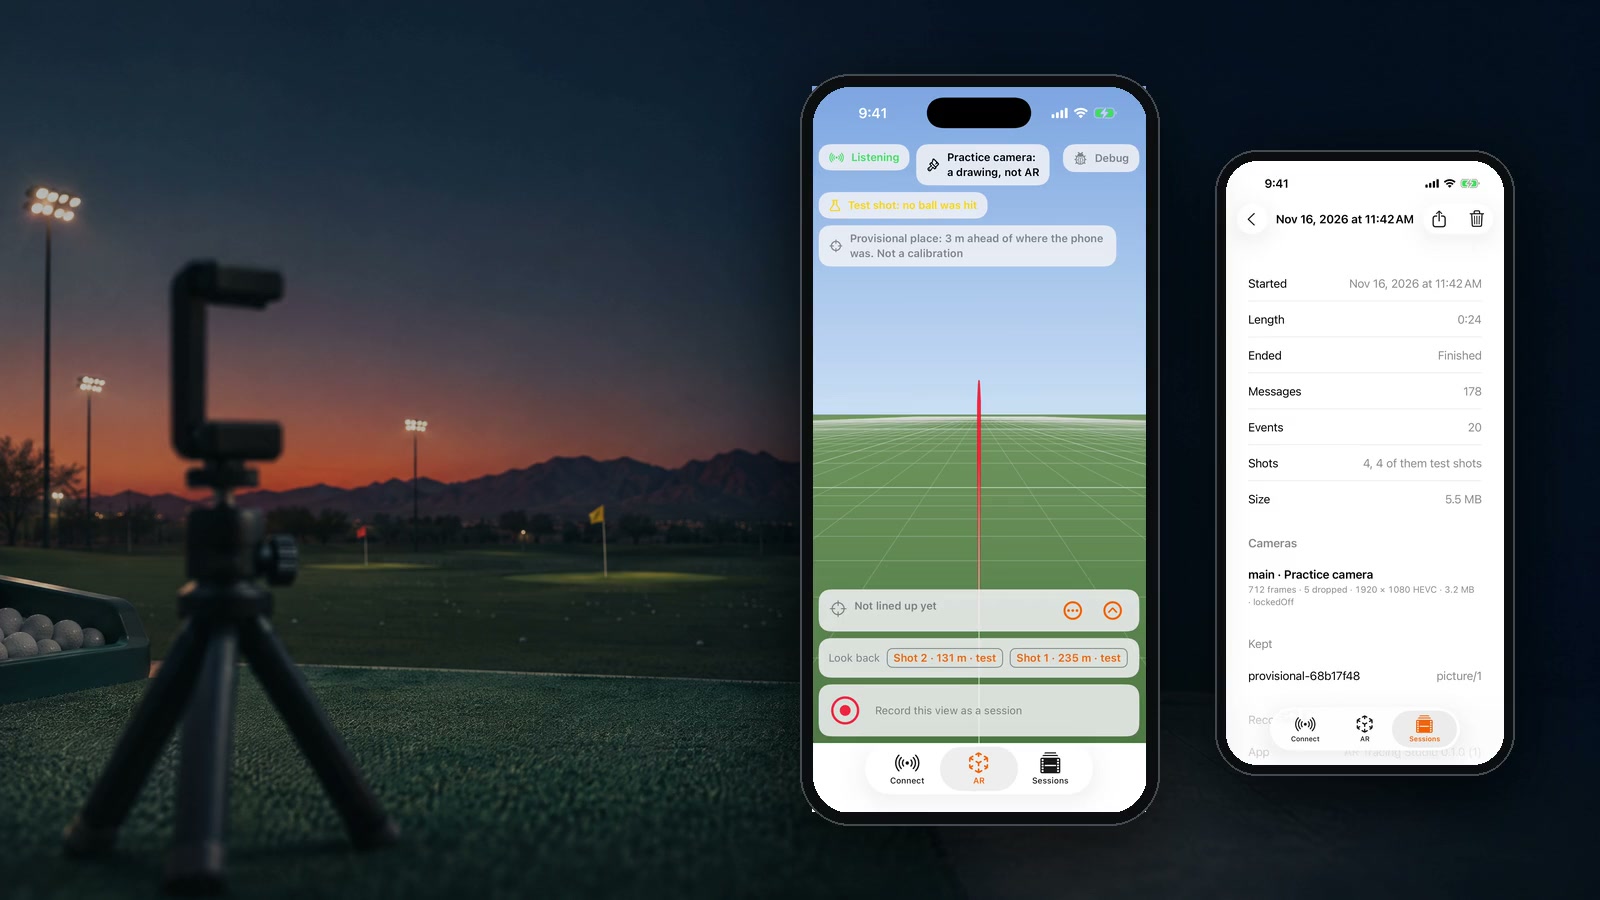 9:41
Listening
Practice camera:
a drawing, not AR
Debug
Test shot: no ball was hit
Provisional place: 3 m ahead of where the phone
was. Not a calibration
Not lined up yet
Look back
Shot 2 · 131 m · test
Shot 1 · 235 m · test
Record this view as a session
Connect
AR
Sessions
9:41
Nov 16, 2026 at 11:42 AM
Started
Nov 16, 2026 at 11:42 AM
Length
0:24
Ended
Finished
Messages
178
Events
20
Shots
4, 4 of them test shots
Size
5.5 MB
Cameras
main · Practice camera
712 frames · 5 dropped · 1920 × 1080 HEVC · 3.2 MB
· lockedOff
Kept
provisional-68b17f48
picture/1
Connect
AR
Sessions
App